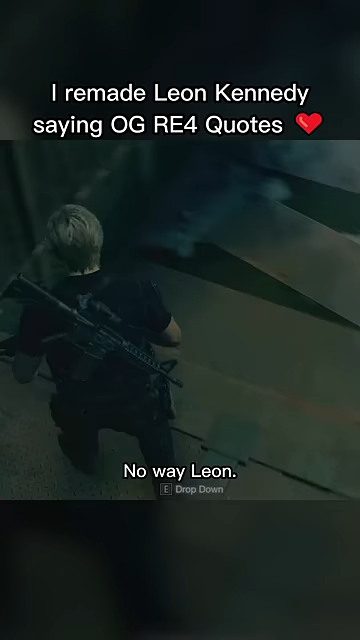 I remade Leon Kennedy
saying OG RE4 Quotes ❤️
No way Leon.
E Drop Down